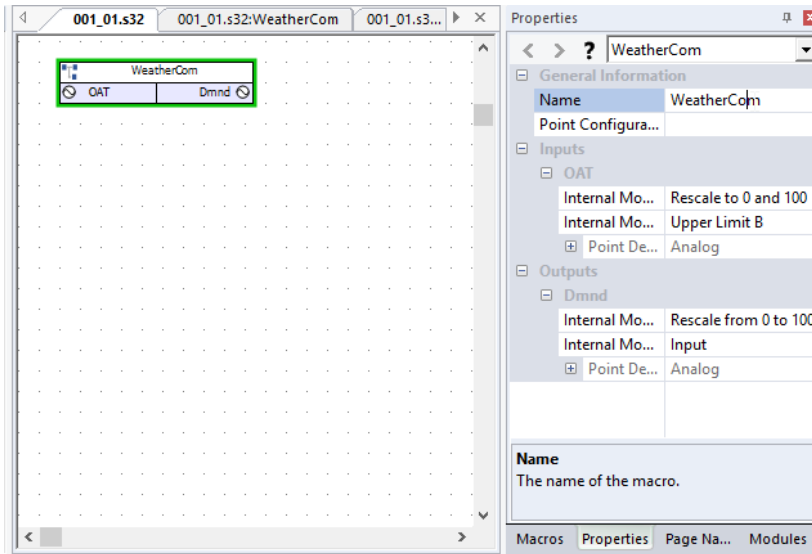 001_01.s32
001_01.s32:WeatherCom
001_01.s3...
WeatherCom
OAT
Dmnd
Properties
? WeatherCom
General Information
Name WeatherCom
Point Configura...
Inputs
OAT
Internal Mo... Rescale to 0 and 100
Internal Mo... Upper Limit B
Point De... Analog
Outputs
Dmnd
Internal Mo... Rescale from 0 to 100
Internal Mo... Input
Point De... Analog
Name
The name of the macro.
Macros Properties Page Na... Modules